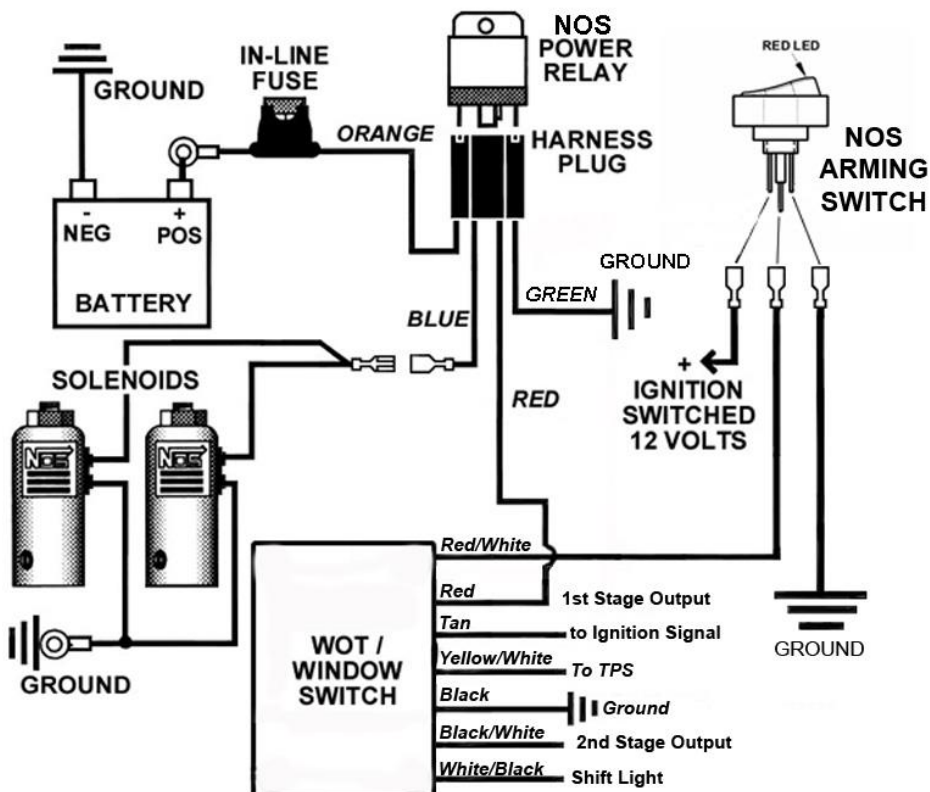 NOS
POWER
RELAY
RED LED
IN-LINE
FUSE
GROUND
ORANGE
HARNESS
PLUG
NOS
ARMING
SWITCH
- +
NEG POS
BATTERY
GROUND
GREEN
BLUE
+
IGNITION
SWITCHED
12 VOLTS
SOLENOIDS
RED
NOS
NOS
Red/White
Red 1st Stage Output
Tan to Ignition Signal
WOT /
WINDOW
SWITCH
Yellow/White To TPS
Black Ground
Black/White 2nd Stage Output
White/Black Shift Light
GROUND
GROUND